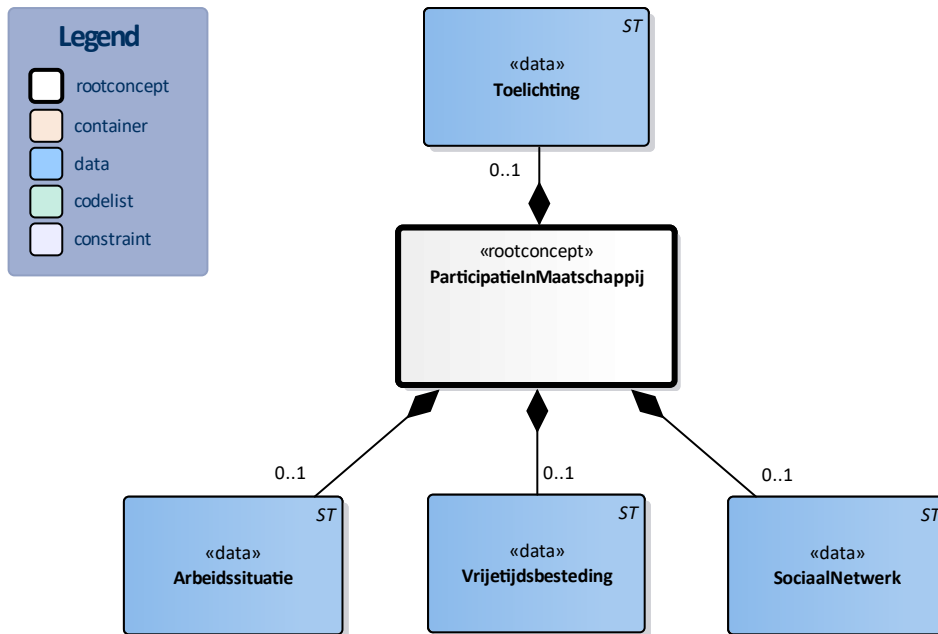 Legend
rootconcept
container
data
codelist
constraint
ST
«data»
Toelichting
0..1
«rootconcept»
ParticipatieInMaatschappij
0..1
0..1
0..1
ST
«data»
Arbeidssituatie
ST
«data»
Vrijetijdsbesteding
ST
«data»
SociaalNetwerk